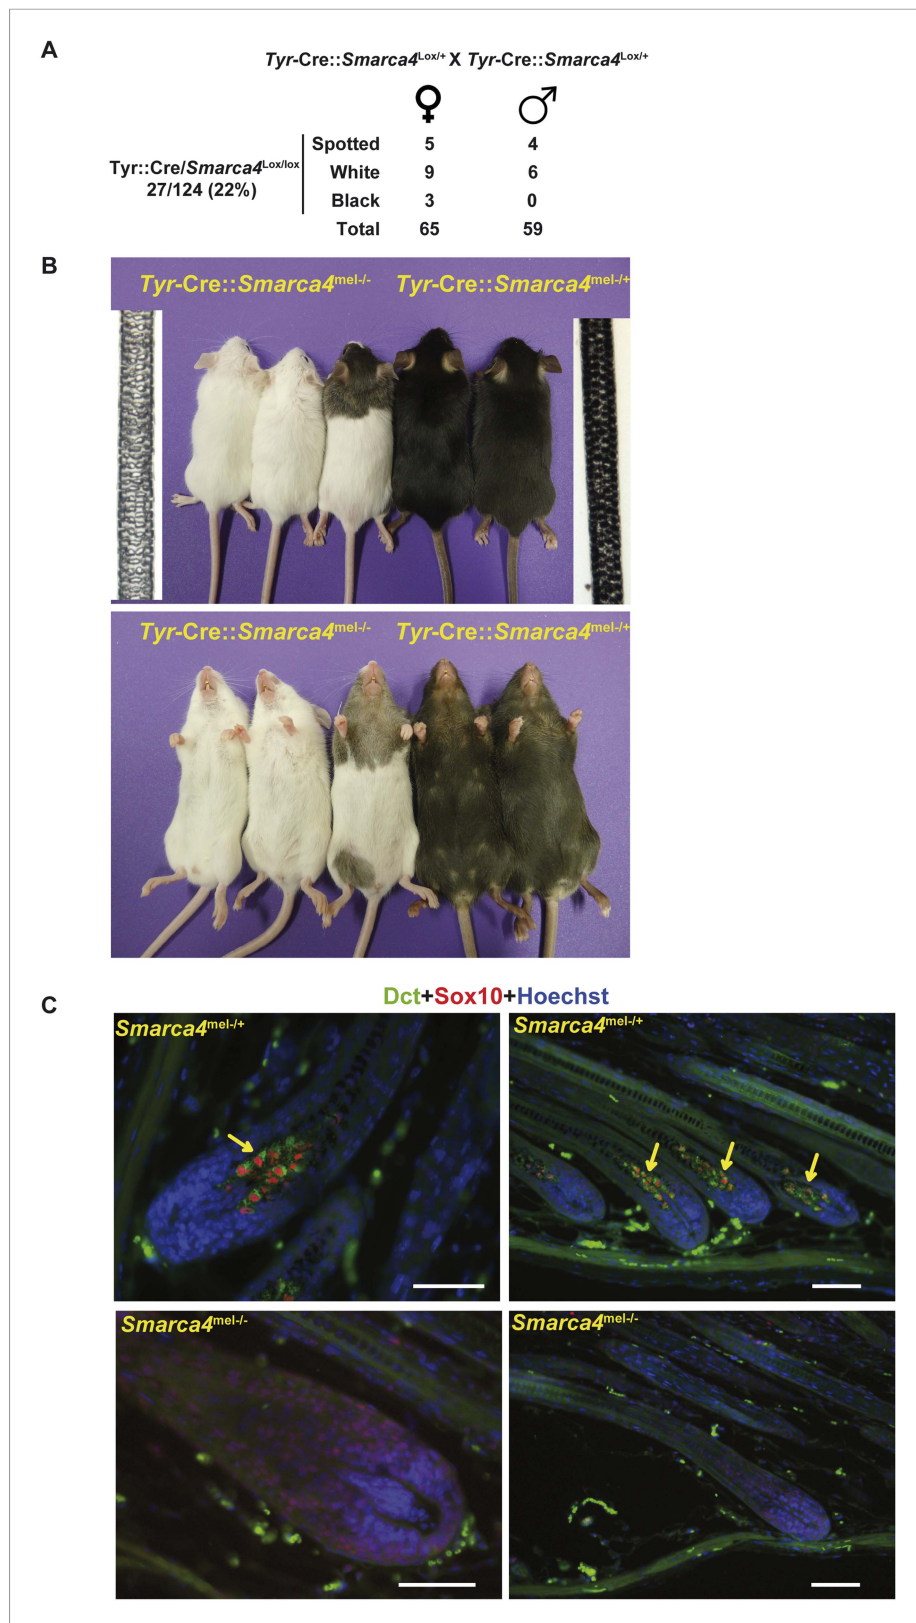 A
Tyr-Cre::Smarca4Lox/+ X Tyr-Cre::Smarca4Lox/+
♀ ♂
Spotted 5 4
Tyr::Cre/Smarca4Lox/lox
White 9 6
27/124 (22%)
Black 3 0
Total 65 59
B
Tyr-Cre::Smarca4mel-/- Tyr-Cre::Smarca4mel-/+
Tyr-Cre::Smarca4mel-/- Tyr-Cre::Smarca4mel-/+
C
Dct+Sox10+Hoechst
Smarca4mel-/+ Smarca4mel-/+
Smarca4mel-/- Smarca4mel-/-